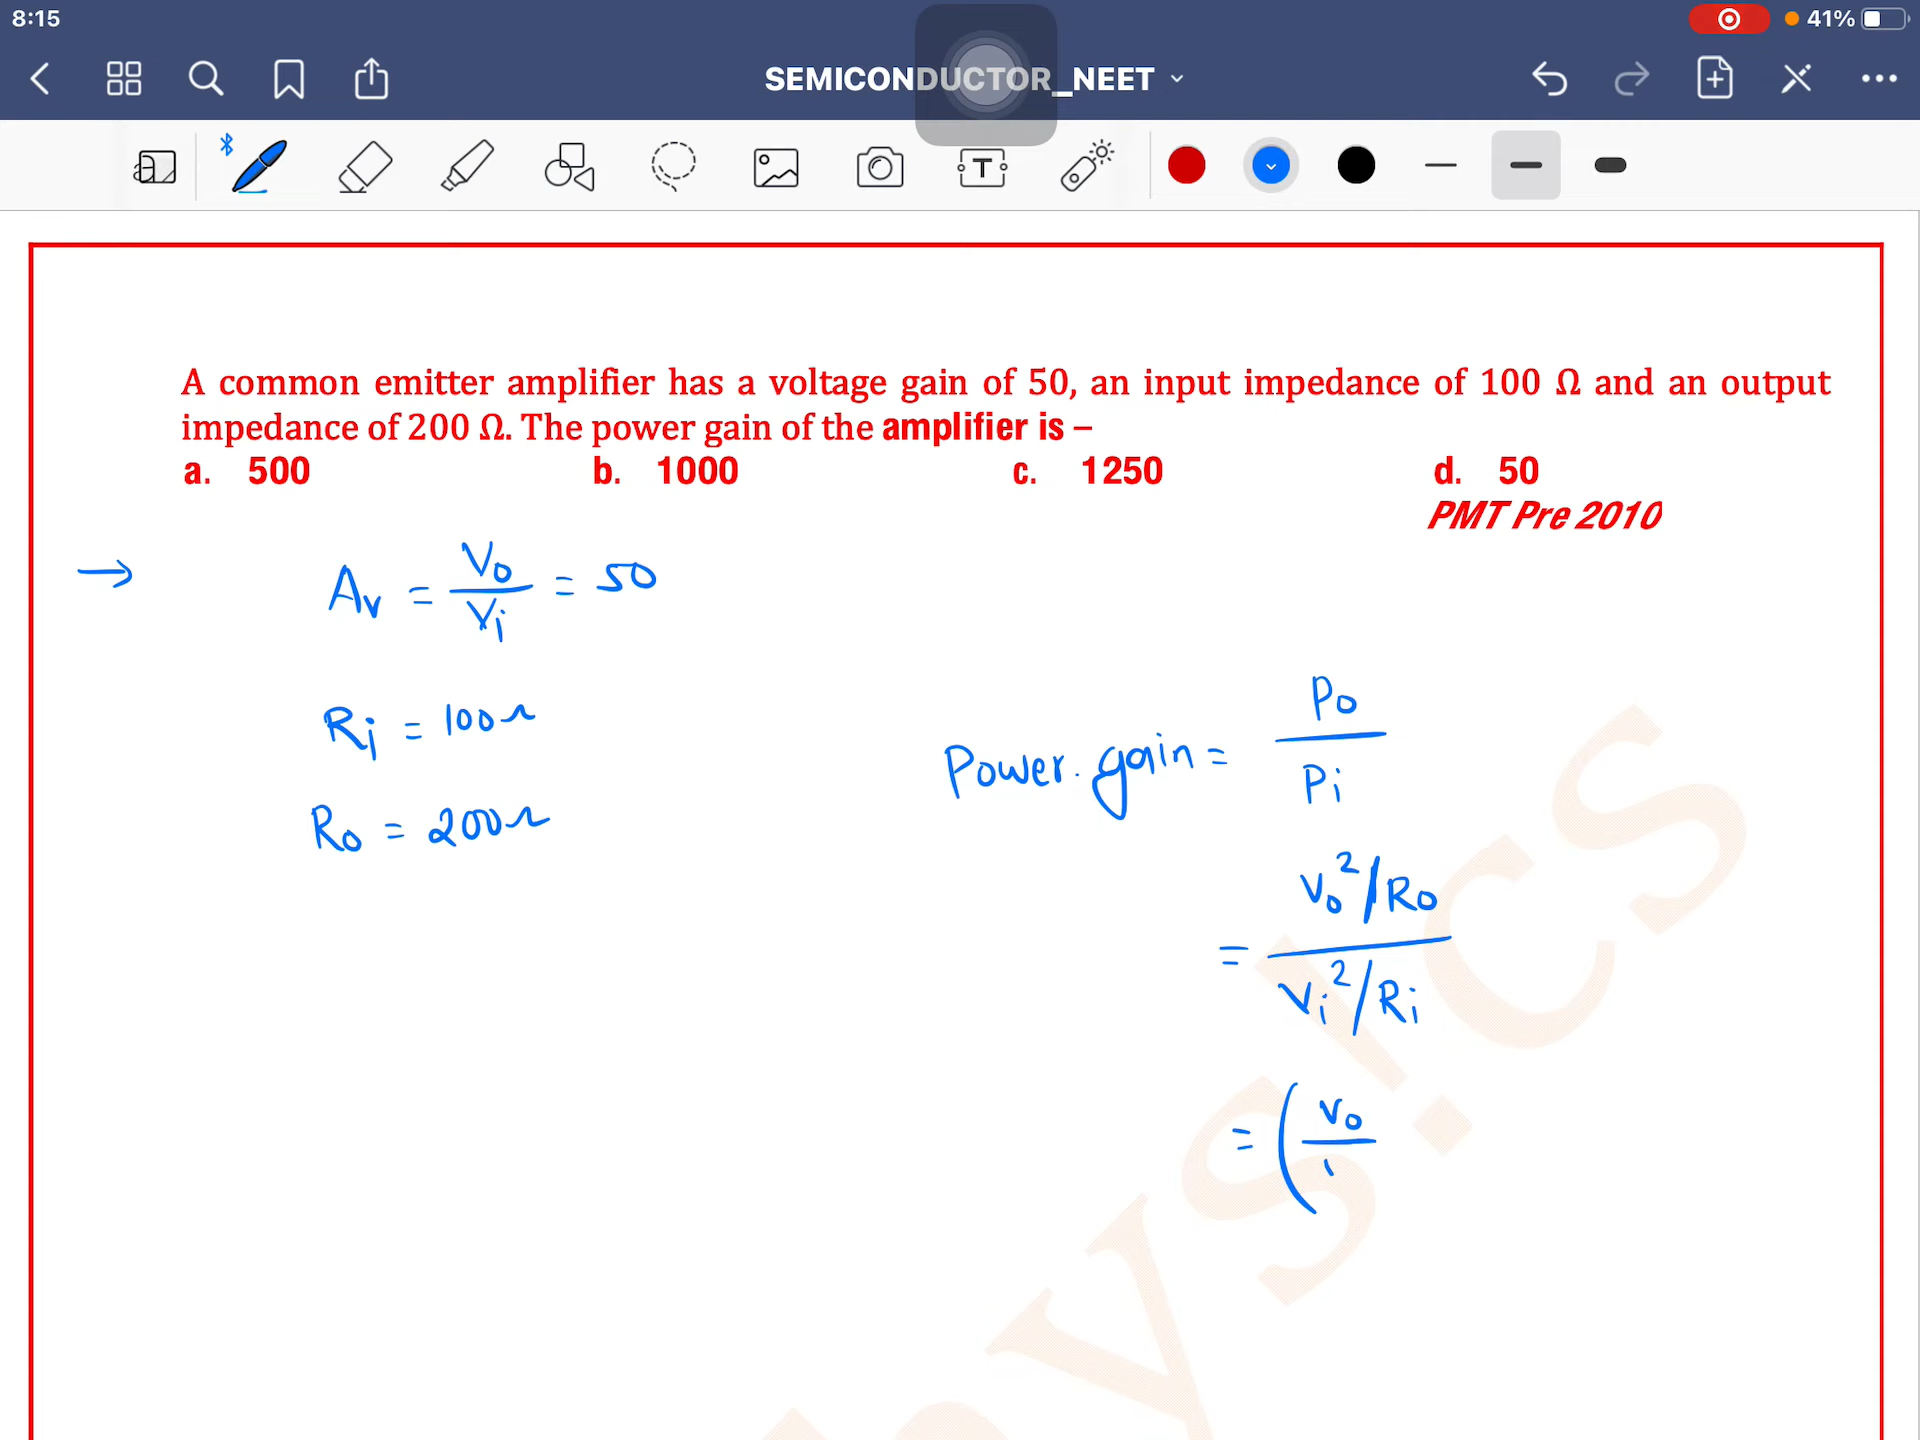 8:15
41%
SEMICONDUCTOR_NEET
A common emitter amplifier has a voltage gain of 50, an input impedance of 100 Ω and an output
impedance of 200 Ω. The power gain of the amplifier is –
a. 500 b. 1000 c. 1250 d. 50
PMT Pre 2010
→ Av = Vo/Vi = 50
Ri = 100Ω
Ro = 200Ω
Power gain = Po/Pi
= (Vo²/Ro)/(Vi²/Ri)
= (Vo/
ys!cs